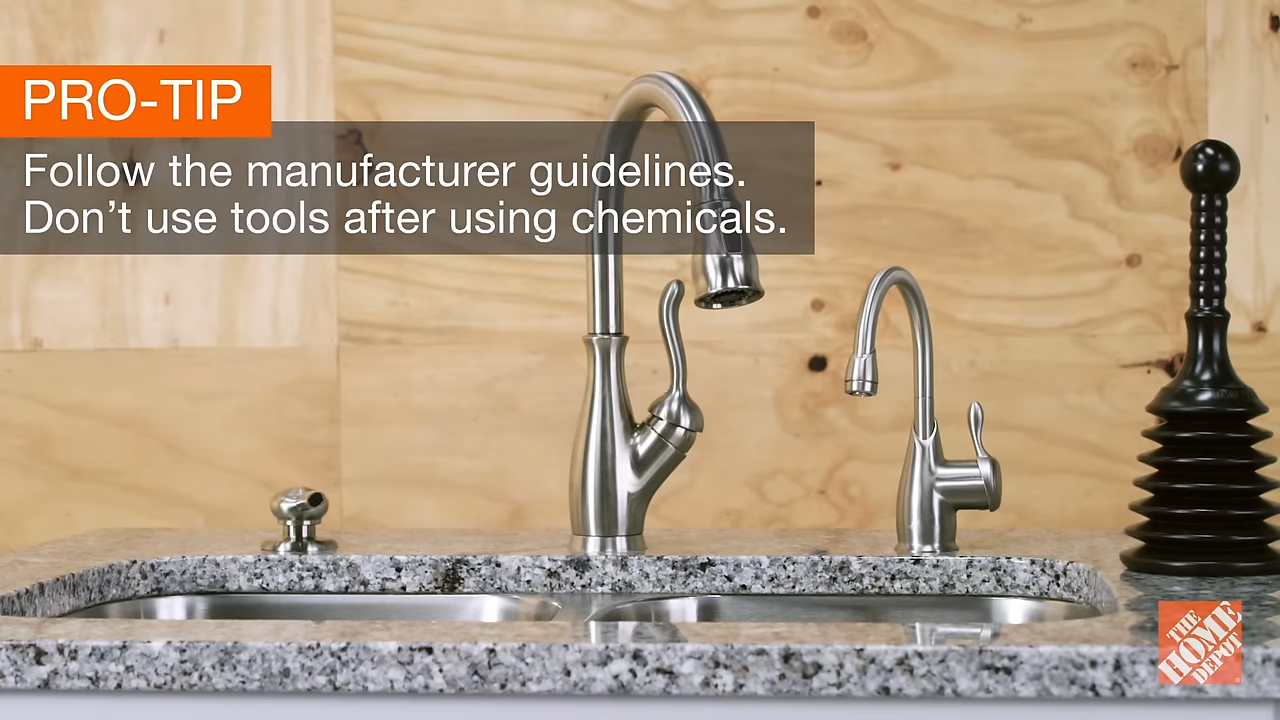 PRO-TIP
Follow the manufacturer guidelines.
Don’t use tools after using chemicals.
THE
HOME
DEPOT